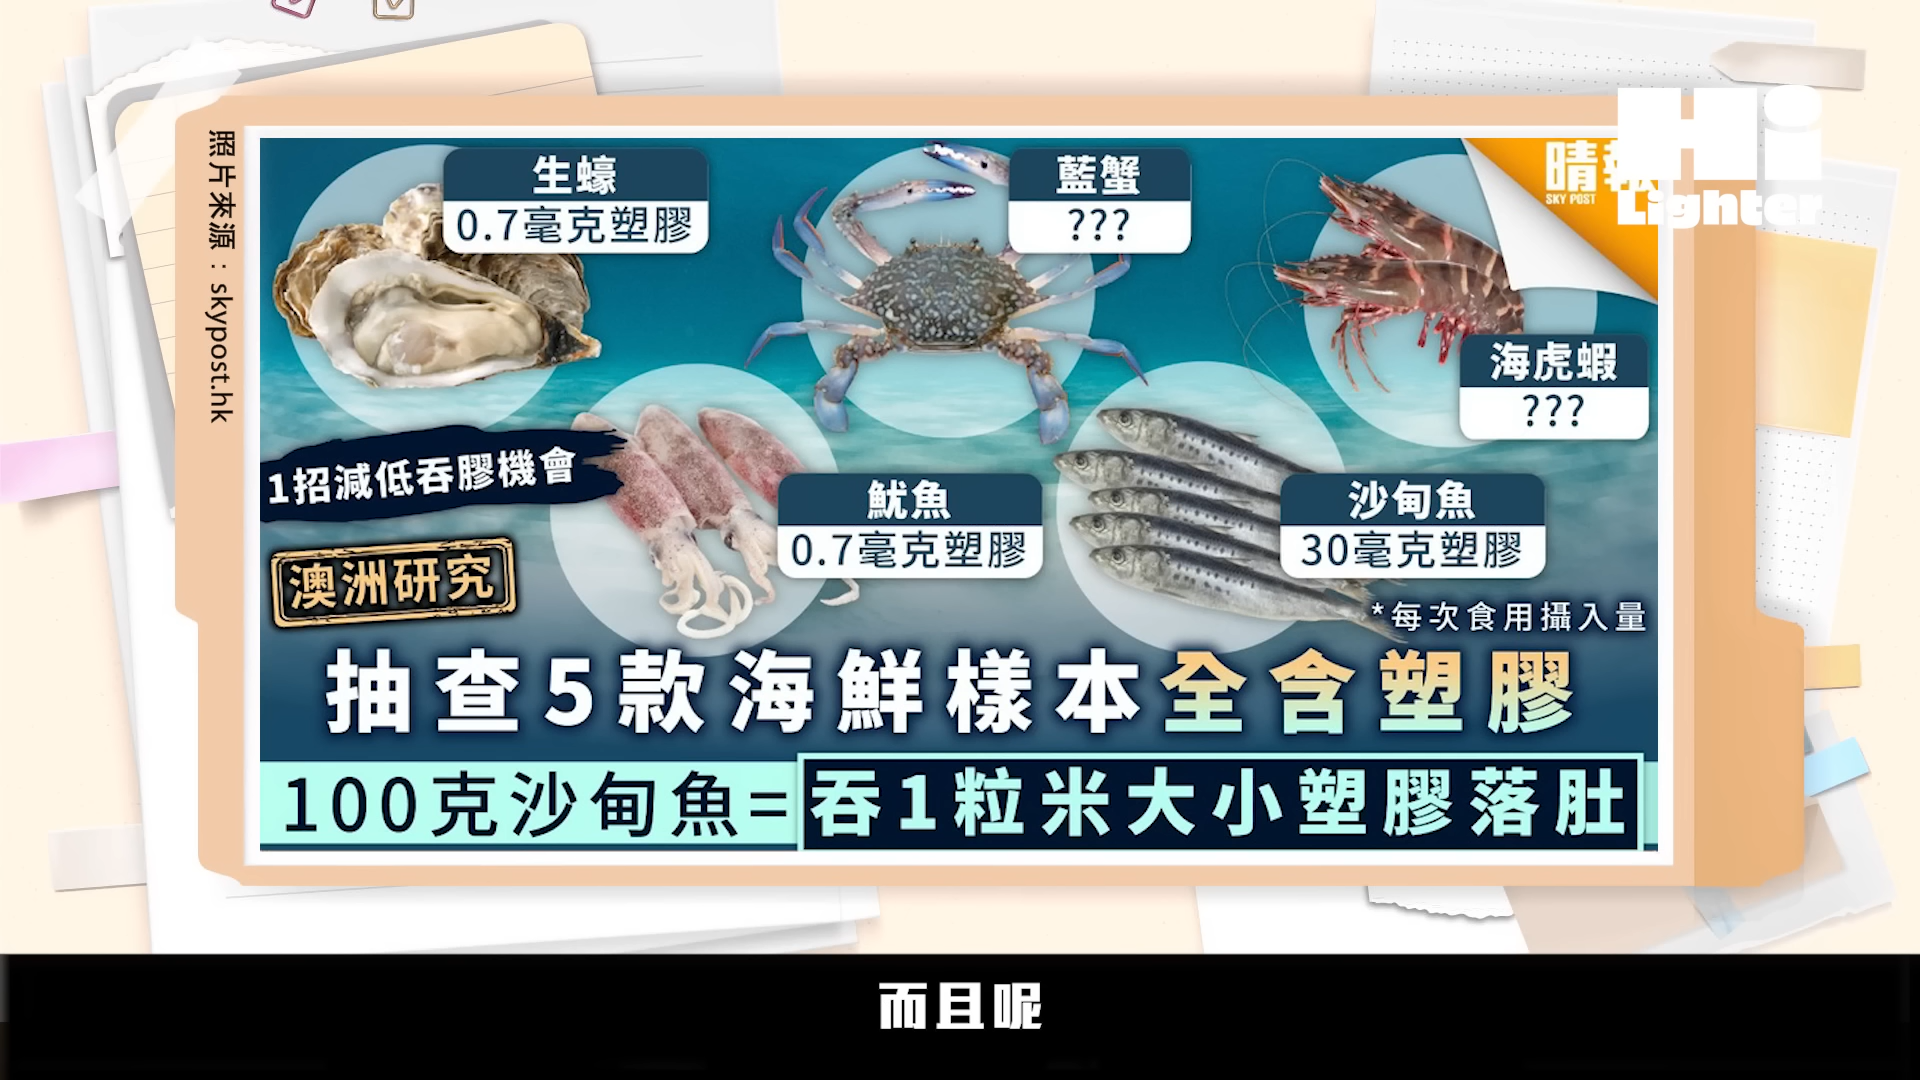 照片來源：skypost.hk
Hi
Lighter
晴報
SKY POST
生蠔
0.7毫克塑膠
藍蟹
???
海虎蝦
???
1招減低吞膠機會
魷魚
0.7毫克塑膠
沙甸魚
30毫克塑膠
澳洲研究
*每次食用攝入量
抽查5款海鮮樣本全含塑膠
100克沙甸魚=吞1粒米大小塑膠落肚
而且呢